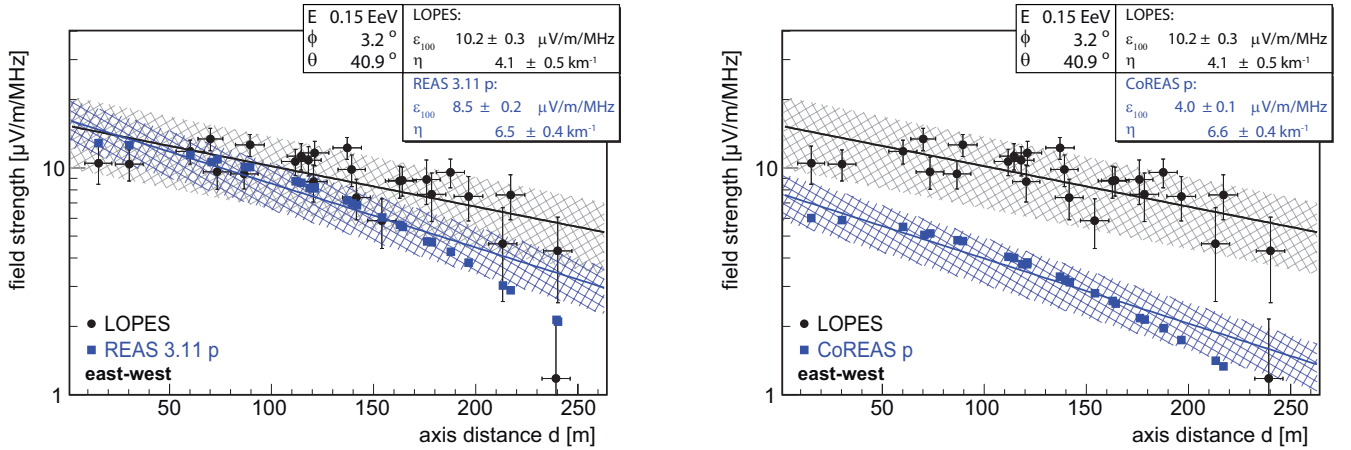 E 0.15 EeV
ϕ 3.2 °
θ 40.9 °
LOPES:
ε100 10.2 ± 0.3 μV/m/MHz
η 4.1 ± 0.5 km-1
REAS 3.11 p:
ε100 8.5 ± 0.2 μV/m/MHz
η 6.5 ± 0.4 km-1
field strength [μV/m/MHz]
10
1
LOPES
REAS 3.11 p
east-west
50 100 150 200 250
axis distance d [m]
E 0.15 EeV
ϕ 3.2 °
θ 40.9 °
LOPES:
ε100 10.2 ± 0.3 μV/m/MHz
η 4.1 ± 0.5 km-1
CoREAS p:
ε100 4.0 ± 0.1 μV/m/MHz
η 6.6 ± 0.4 km-1
field strength [μV/m/MHz]
10
1
LOPES
CoREAS p
east-west
50 100 150 200 250
axis distance d [m]